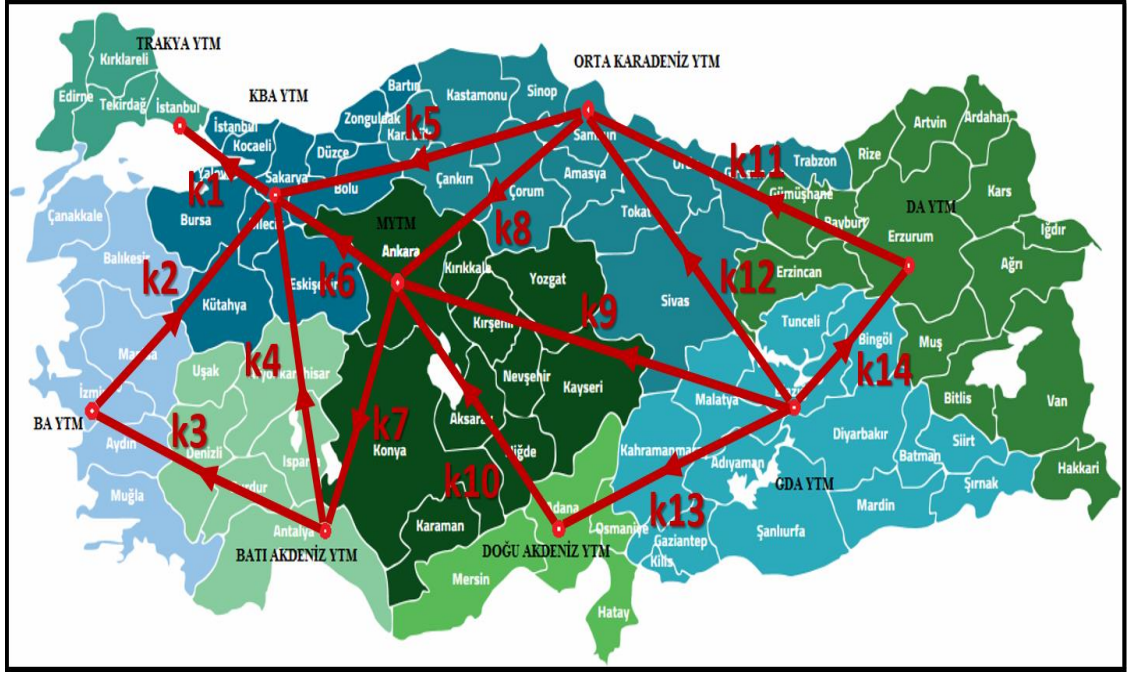 TRAKYA YTM
ORTA KARADENİZ YTM
Kırklareli
Edirne
Tekirdağ
İstanbul
KBA YTM
Bartın
Kastamonu
Sinop
Zonguldak
k5
Samsun
Artvin
Ardahan
İstanbul
Kocaeli
Düzce
Rize
Trabzon
k11
k1
Sakarya
Bolu
Çankırı
Çorum
Amasya
Kars
Gümüşhane
Çanakkale
Bursa
MYTM
k8
Tokat
Bayburt
DA YTM
Iğdır
Ankara
Erzurum
Balıkesir
k2
k6
Kırıkkale
Yozgat
k12
Erzincan
Ağrı
Kütahya
k9
Sivas
Tunceli
Kırşehir
Bingöl
Muş
k4
Uşak
k14
Nevşehir
Kayseri
Malatya
Bitlis
Van
İzmir
BA YTM
k3
k7
Aksaray
Aydın
Denizli
Konya
Kahramanmaraş
Diyarbakır
Siirt
Batman
Isparta
Niğde
Adıyaman
Hakkari
k10
GDA YTM
Şırnak
Muğla
Mardin
k13
Antalya
Karaman
Adana
Osmaniye
Şanlıurfa
BATI AKDENİZ YTM
DOĞU AKDENİZ YTM
Gaziantep
Kilis
Mersin
Hatay